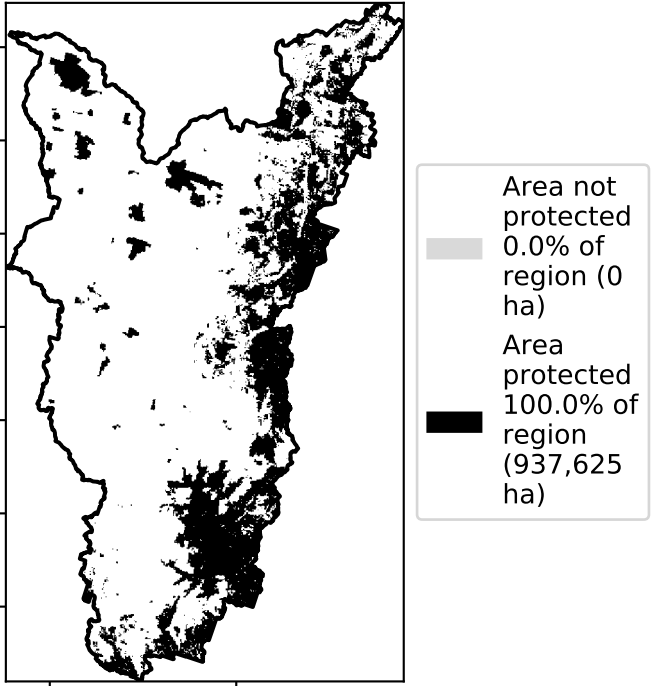 Area not
protected
0.0% of
region (0
ha)
Area
protected
100.0% of
region
(937,625
ha)